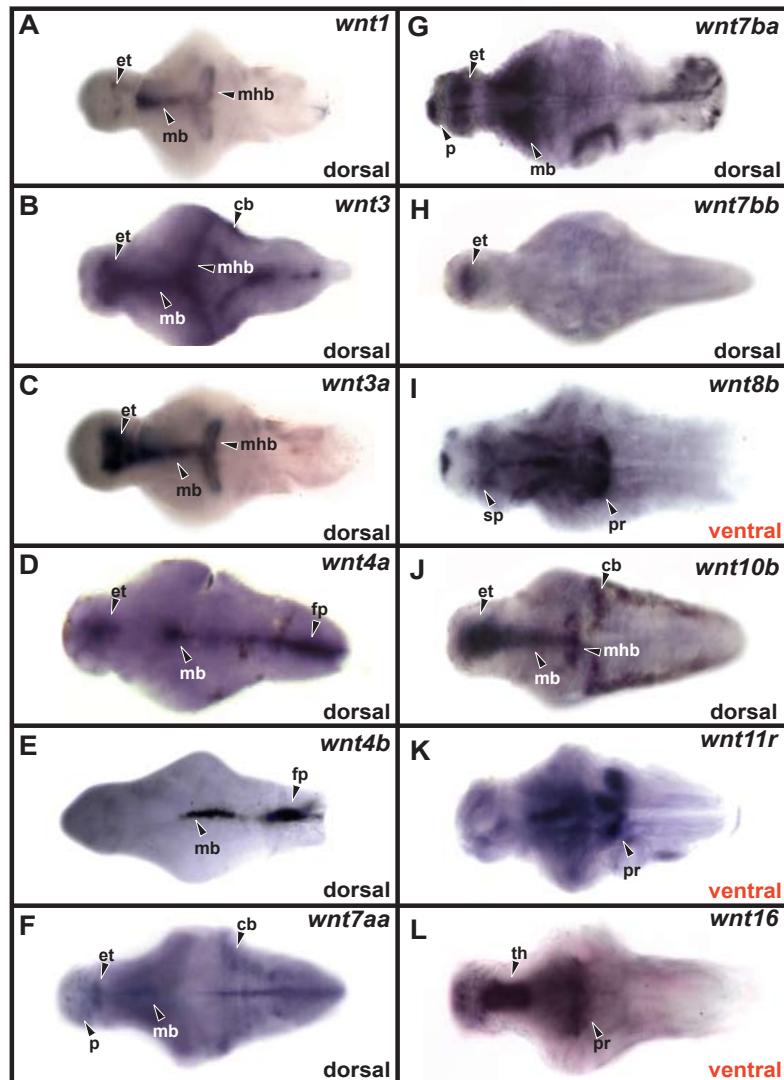 A wnt1
et
mhb
mb
dorsal
B wnt3
cb
et
mhb
mb
dorsal
C wnt3a
et
mhb
mb
dorsal
D wnt4a
et
fp
mb
dorsal
E wnt4b
fp
mb
dorsal
F wnt7aa
cb
et
mb
p
dorsal
G wnt7ba
et
p
mb
dorsal
H wnt7bb
et
dorsal
I wnt8b
sp
pr
ventral
J wnt10b
cb
et
mhb
mb
dorsal
K wnt11r
pr
ventral
L wnt16
th
pr
ventral